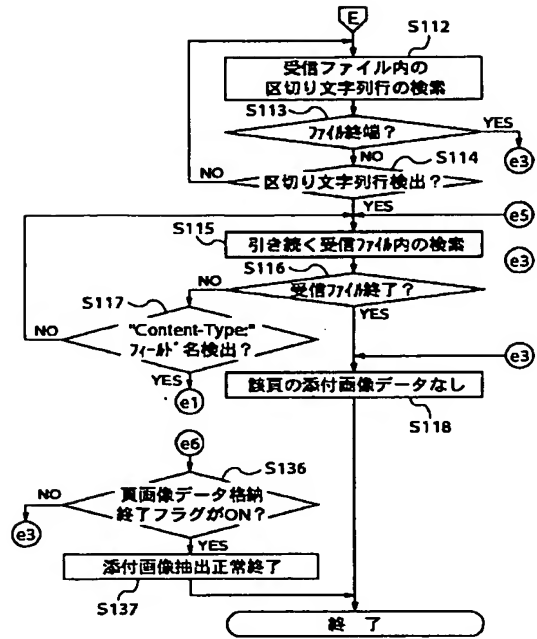 E
S112
受信ファイル内の
区切り文字列行の検索
S113
ファイル終端?
YES
e3
NO
S114
区切り文字列行検出?
NO
YES
e5
S115
引き続く受信ファイル内の検索
e3
S116
受信ファイル終了?
NO
YES
S117
"Content-Type:"
フィールド名検出?
NO
YES
e1
e3
該頁の添付画像データなし
S118
e6
S136
頁画像データ格納
終了フラグがON?
NO
e3
YES
添付画像抽出正常終了
S137
終 了